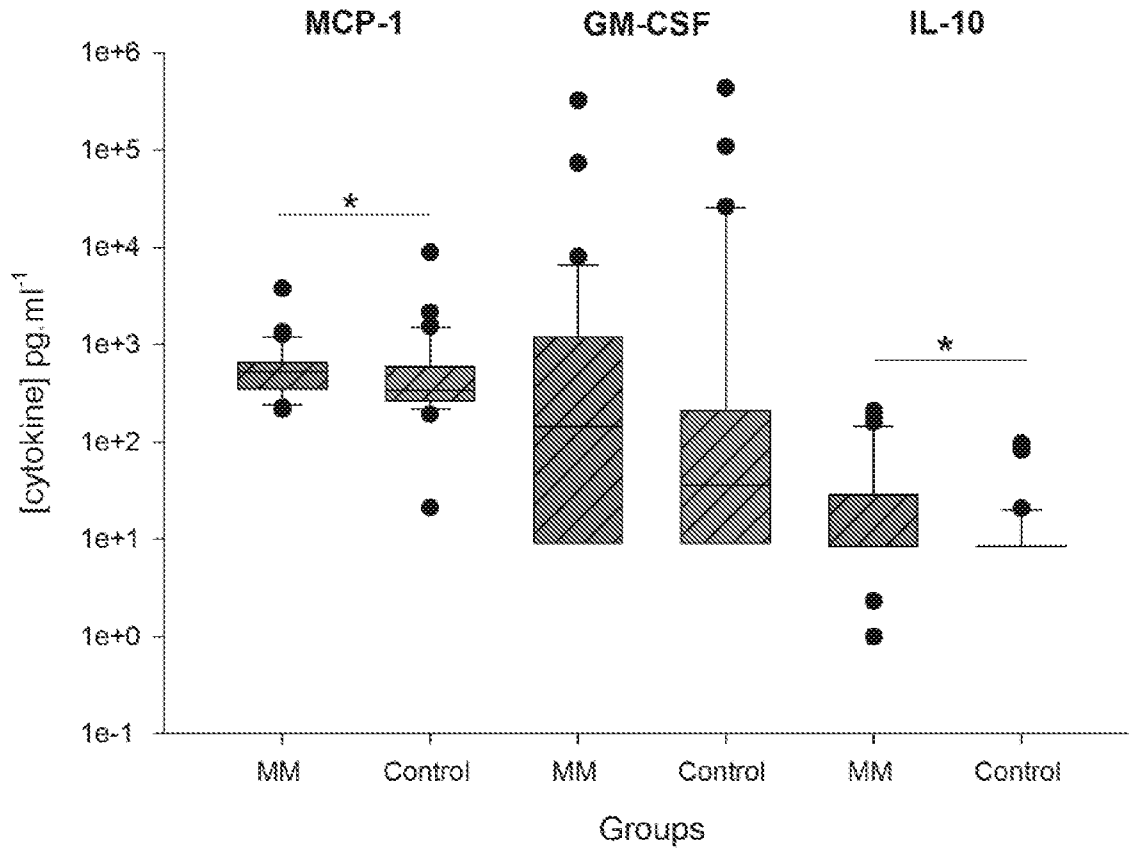 MCP-1 GM-CSF IL-10
1e+6
1e+5
1e+4
1e+3
1e+2
1e+1
1e+0
1e-1
[cytokine] pg.ml⁻¹
* *
MM Control MM Control MM Control
Groups